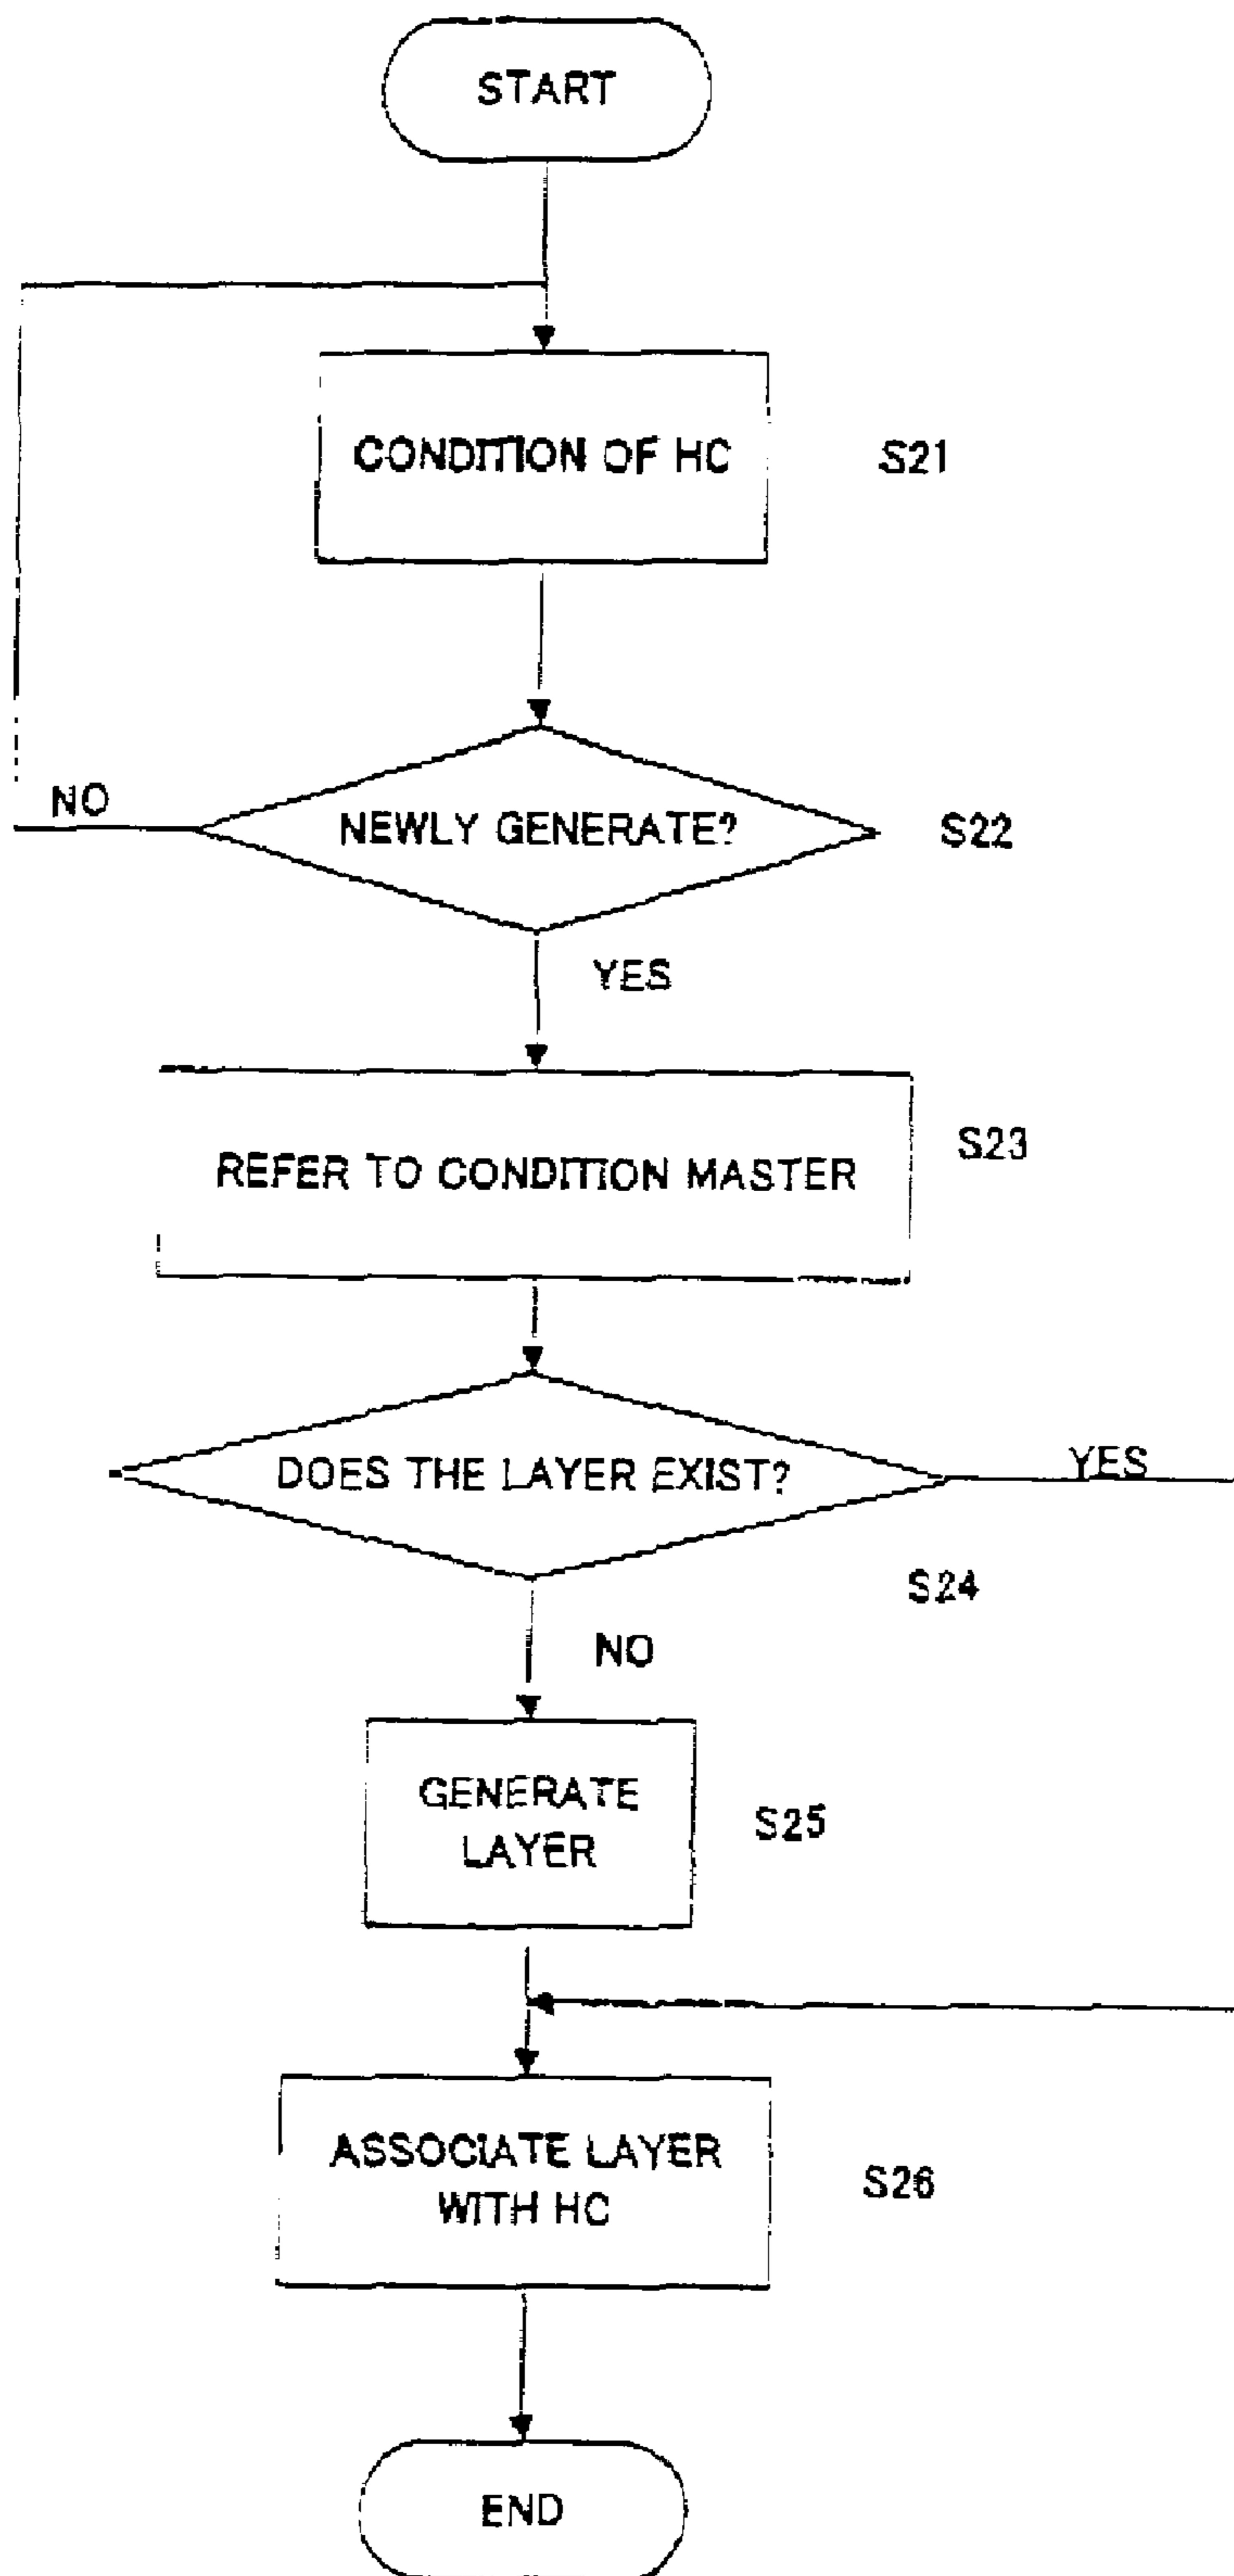 START
CONDITION OF HC
S21
NEWLY GENERATE?
S22
NO
YES
REFER TO CONDITION MASTER
S23
DOES THE LAYER EXIST?
YES
S24
NO
GENERATE
LAYER
S25
ASSOCIATE LAYER
WITH HC
S26
END